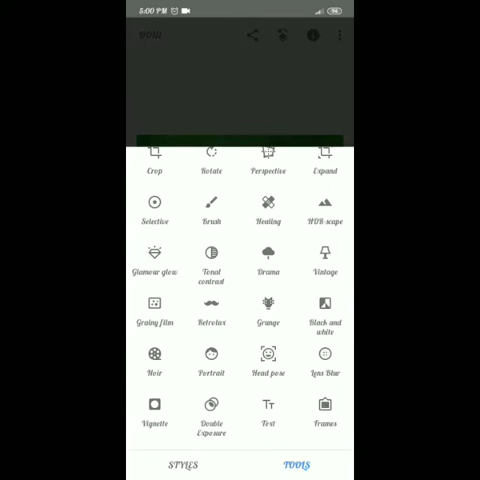 5:00 PM
96
Crop Rotate Perspective Expand
Selective Brush Healing HDR-scape
Glamour glow Tonal contrast Drama Vintage
Grainy film Retrolux Grunge Black and white
Noir Portrait Head pose Lens Blur
Vignette Double Exposure Text Frames
STYLES TOOLS